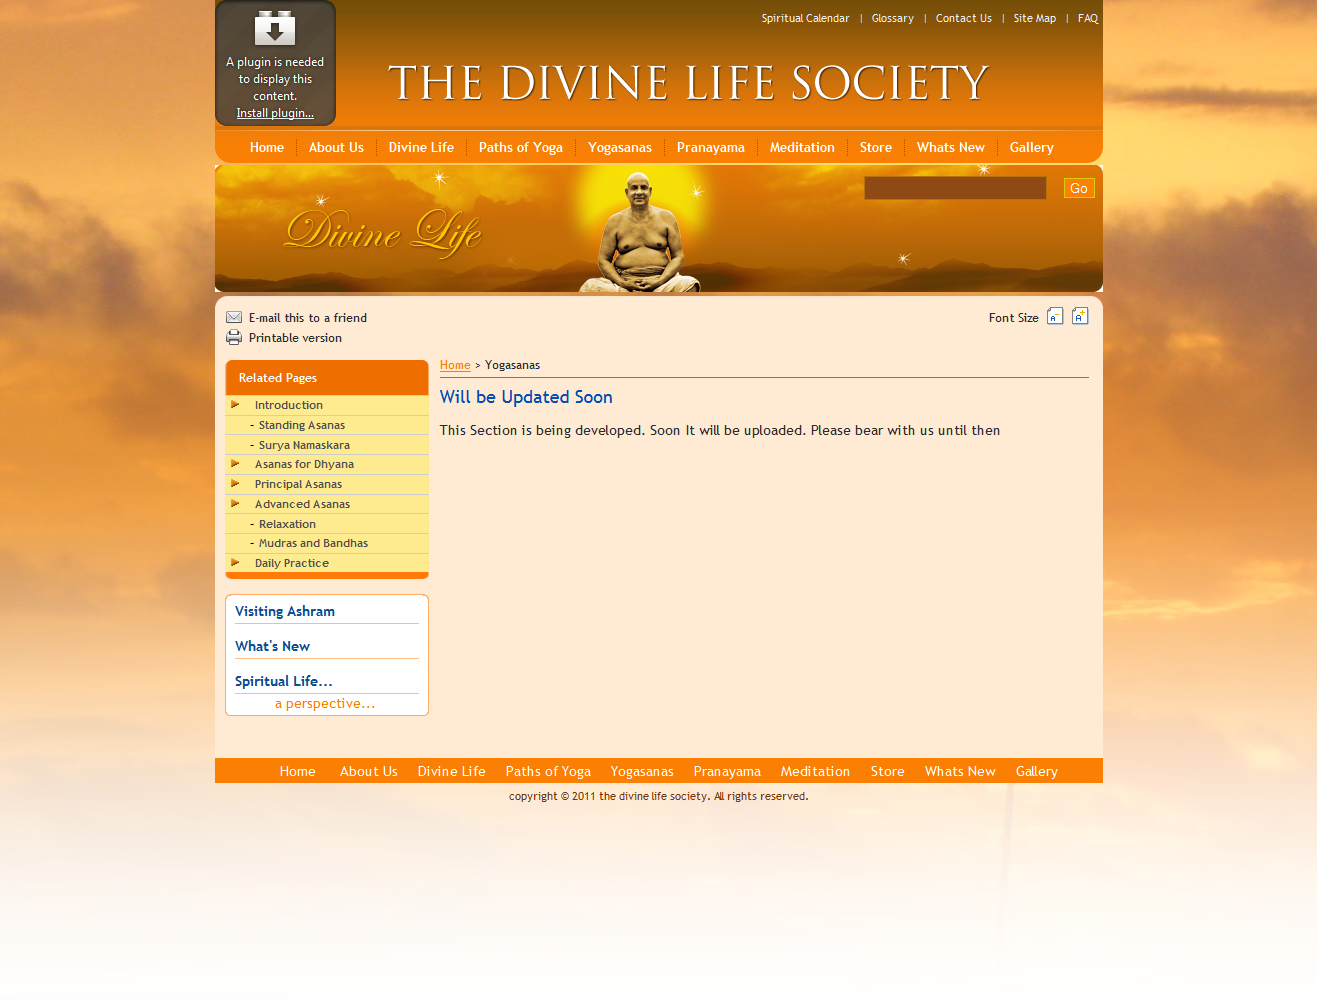 A plugin is needed
to display this
content.
Install plugin...
Spiritual Calendar | Glossary | Contact Us | Site Map | FAQ
THE DIVINE LIFE SOCIETY
Home About Us Divine Life Paths of Yoga Yogasanas Pranayama Meditation Store Whats New Gallery
Divine Life
Go
E-mail this to a friend
Printable version
Font Size A- A+
Related Pages
Introduction
- Standing Asanas
- Surya Namaskara
Asanas for Dhyana
Principal Asanas
Advanced Asanas
- Relaxation
- Mudras and Bandhas
Daily Practice
Visiting Ashram
What's New
Spiritual Life...
a perspective...
Home > Yogasanas
Will be Updated Soon
This Section is being developed. Soon It will be uploaded. Please bear with us until then
Home About Us Divine Life Paths of Yoga Yogasanas Pranayama Meditation Store Whats New Gallery
copyright © 2011 the divine life society. All rights reserved.